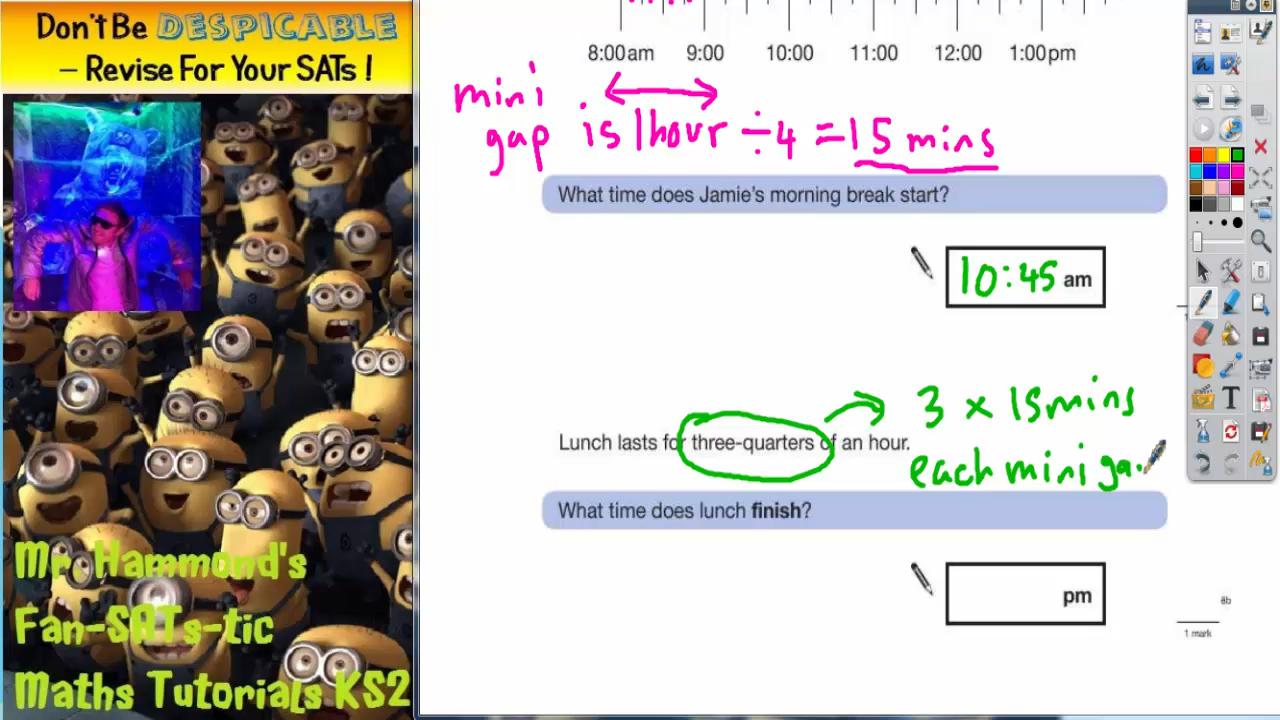 Don't Be DESPICABLE
– Revise For Your SATs !
8:00am 9:00 10:00 11:00 12:00 1:00pm
mini
gap is 1 hour ÷ 4 = 15 mins
What time does Jamie's morning break start?
10:45 am
3 × 15 mins
Lunch lasts for three-quarters of an hour.
each mini ga
What time does lunch finish?
pm
8b
1 mark
Mr. Hammond's
Fan-SATs-tic
Maths Tutorials KS2